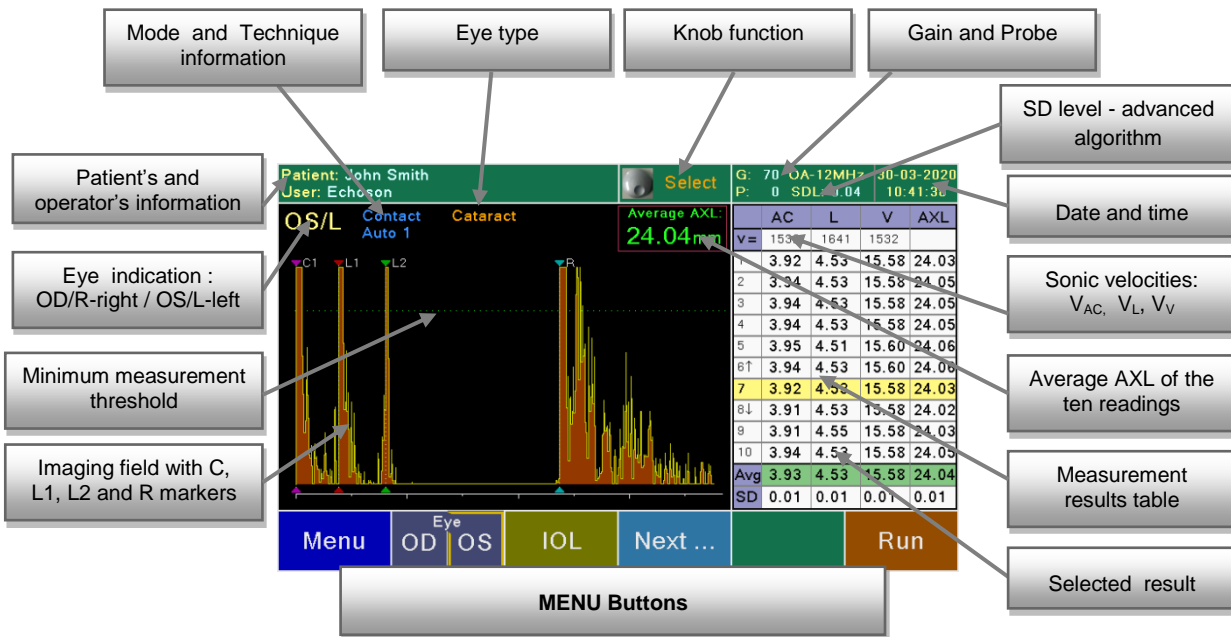 Mode and Technique
information
Eye type
Knob function
Gain and Probe
SD level - advanced
algorithm
Patient's and
operator's information
Date and time
Eye indication :
OD/R-right / OS/L-left
Sonic velocities:
VAC, VL, VV
Minimum measurement
threshold
Average AXL of the
ten readings
Imaging field with C,
L1, L2 and R markers
Measurement
results table
Selected result
Patient: John Smith
User: Echoson
Select
G: 70 OA-12MHz 30-03-2020
P: 0 SDL: 0.04 10:41:36
OS/L Contact Cataract
Auto 1
Average AXL:
24.04mm
C1 L1 L2 R
AC L V AXL
v= 1641 1532
3.92 4.53 15.58 24.03
2 3.94 4.53 15.58 24.05
3 3.94 4.53 15.58 24.05
4 3.94 4.53 15.58 24.05
5 3.95 4.51 15.60 24.06
6↑ 3.94 4.53 15.60 24.06
7 3.92 4.53 15.58 24.03
8↓ 3.91 4.53 15.58 24.02
9 3.91 4.55 15.58 24.03
10 3.94 4.53 15.58 24.05
Avg 3.93 4.53 15.58 24.04
SD 0.01 0.01 0.01 0.01
Menu
Eye
OD OS
IOL
Next ...
Run
MENU Buttons